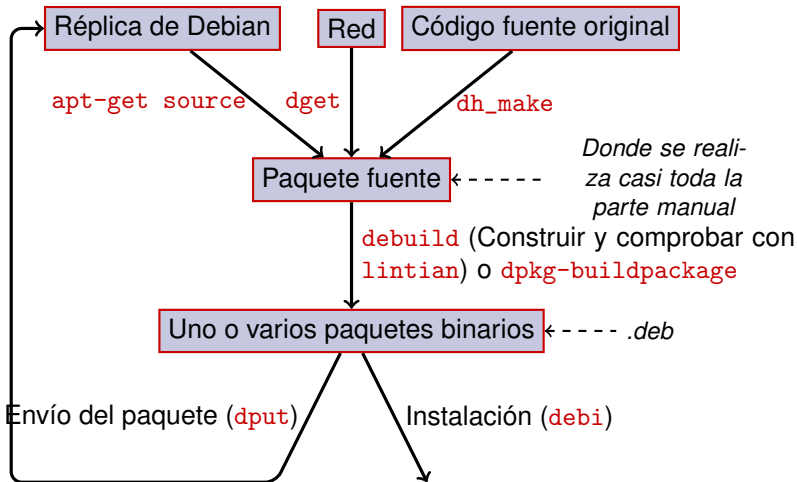 Réplica de Debian
Red
Código fuente original
apt-get source
dget
dh_make
Paquete fuente
Donde se reali-
za casi toda la
parte manual
debuild (Construir y comprobar con
lintian) o dpkg-buildpackage
Uno o varios paquetes binarios
.deb
Envío del paquete (dput)
Instalación (debi)